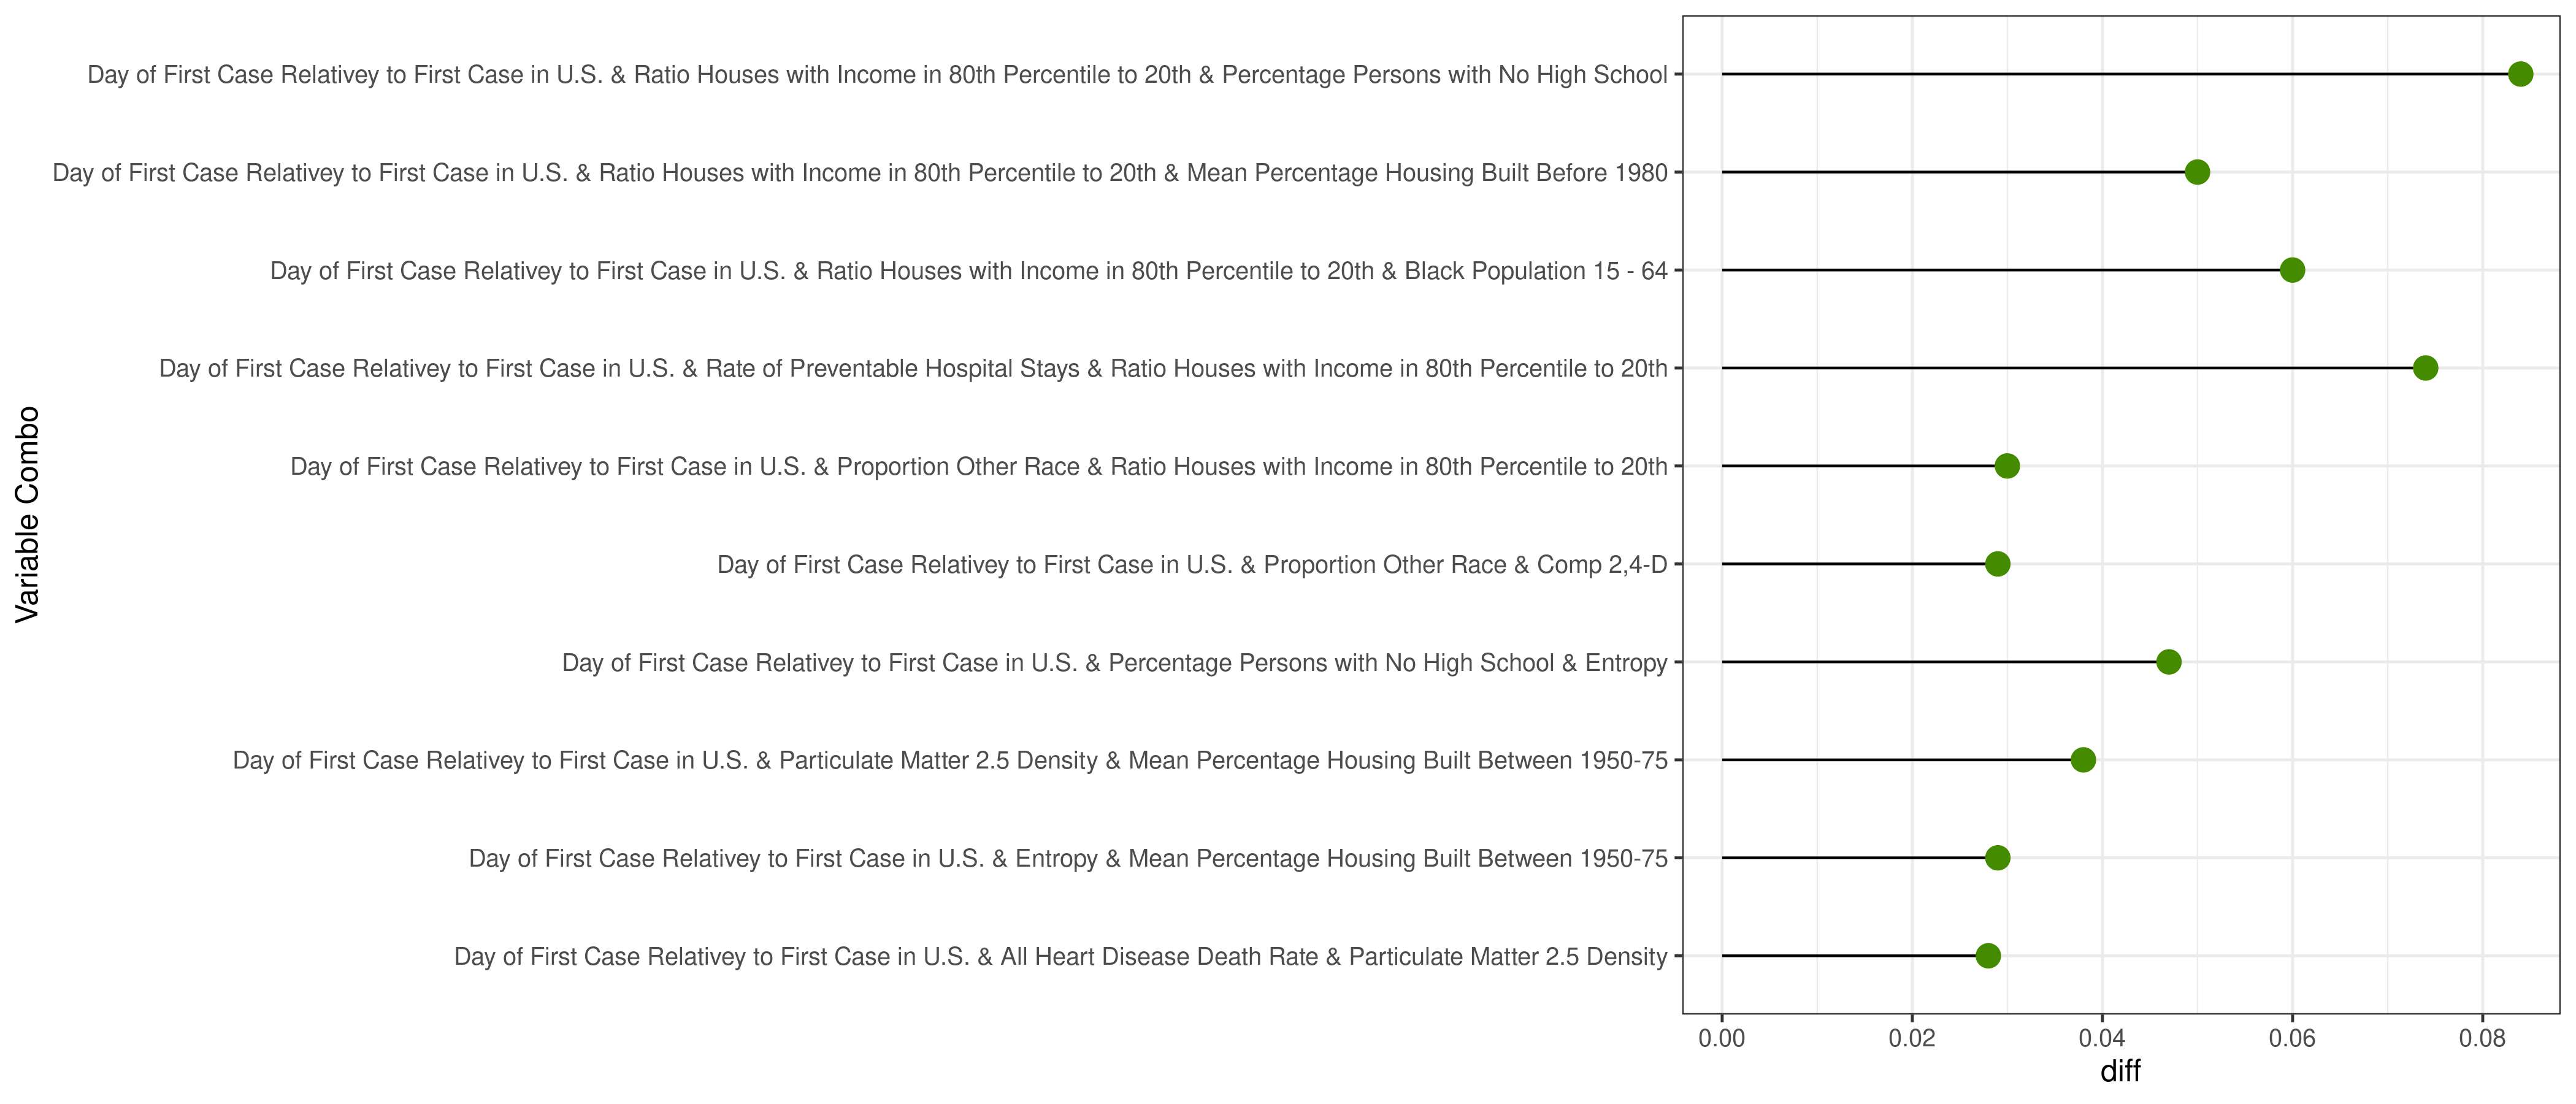 Day of First Case Relativey to First Case in U.S. & Ratio Houses with Income in 80th Percentile to 20th & Percentage Persons with No High School
Day of First Case Relativey to First Case in U.S. & Ratio Houses with Income in 80th Percentile to 20th & Mean Percentage Housing Built Before 1980
Day of First Case Relativey to First Case in U.S. & Ratio Houses with Income in 80th Percentile to 20th & Black Population 15 - 64
Day of First Case Relativey to First Case in U.S. & Rate of Preventable Hospital Stays & Ratio Houses with Income in 80th Percentile to 20th
Day of First Case Relativey to First Case in U.S. & Proportion Other Race & Ratio Houses with Income in 80th Percentile to 20th
Day of First Case Relativey to First Case in U.S. & Proportion Other Race & Comp 2,4-D
Day of First Case Relativey to First Case in U.S. & Percentage Persons with No High School & Entropy
Day of First Case Relativey to First Case in U.S. & Particulate Matter 2.5 Density & Mean Percentage Housing Built Between 1950-75
Day of First Case Relativey to First Case in U.S. & Entropy & Mean Percentage Housing Built Between 1950-75
Day of First Case Relativey to First Case in U.S. & All Heart Disease Death Rate & Particulate Matter 2.5 Density
Variable Combo
0.00 0.02 0.04 0.06 0.08
diff